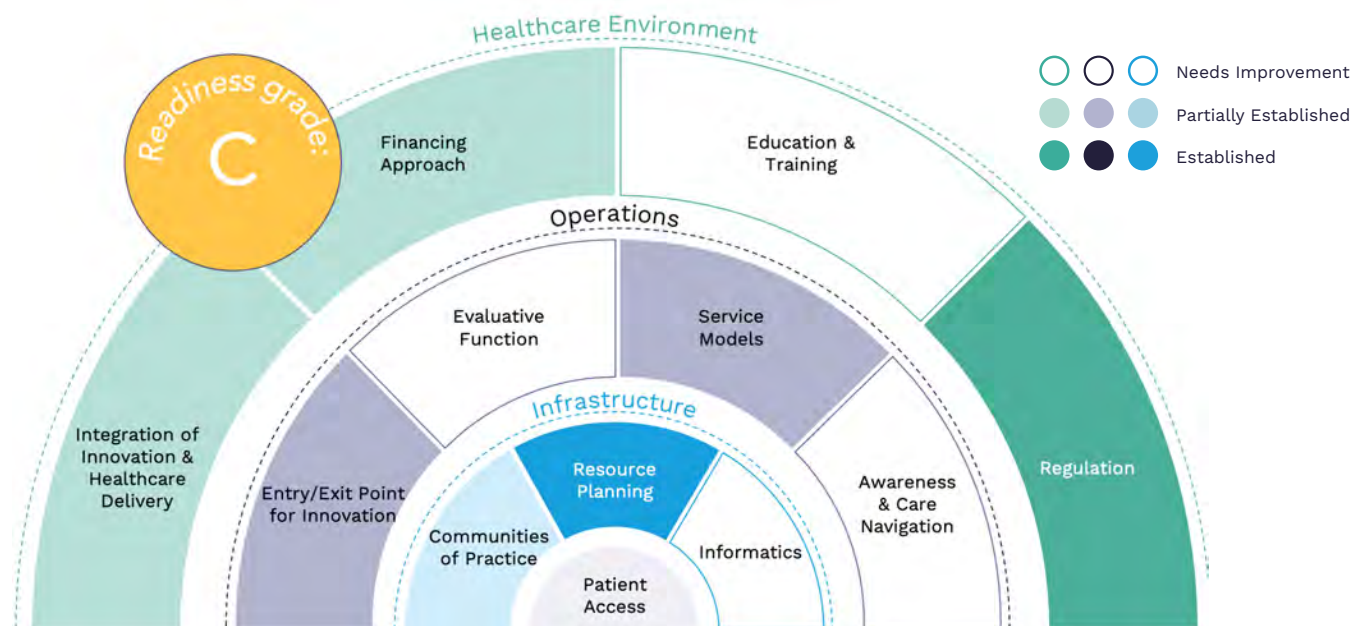 Healthcare Environment
Readiness grade:
C
Financing
Approach
Education &
Training
Needs Improvement
Partially Established
Established
Operations
Evaluative
Function
Service
Models
Integration of
Innovation &
Healthcare
Delivery
Infrastructure
Regulation
Entry/Exit Point
for Innovation
Resource
Planning
Awareness
& Care
Navigation
Communities
of Practice
Informatics
Patient
Access